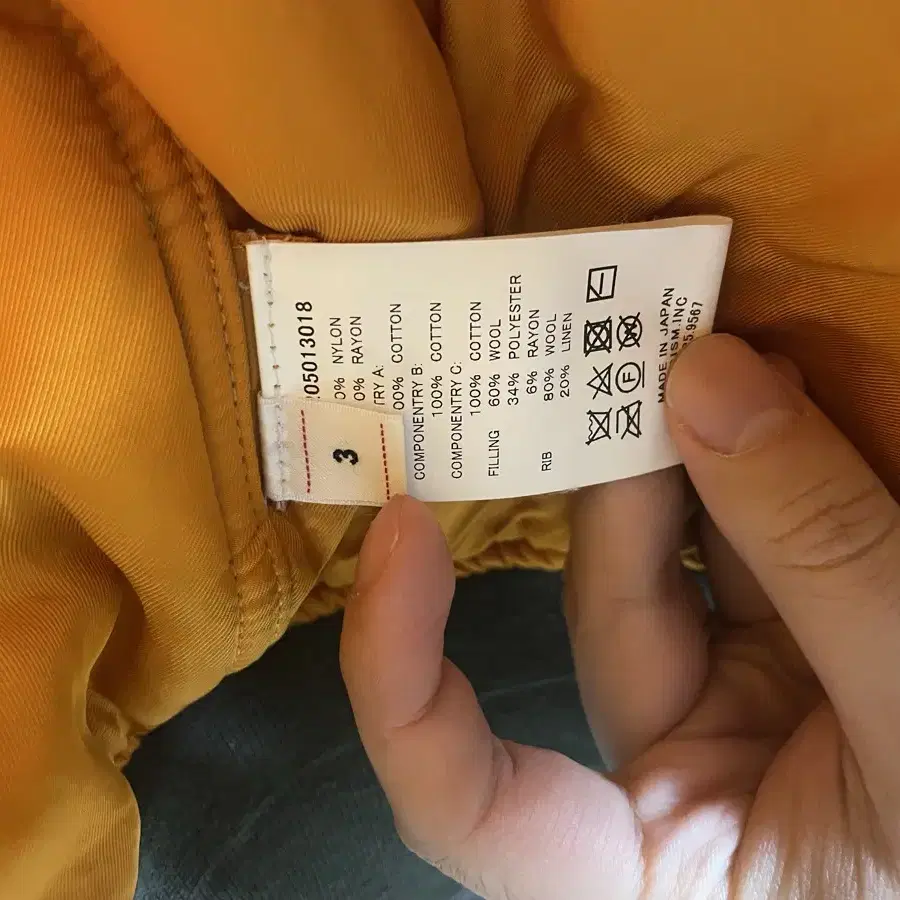 05013018
0% NYLON
0% RAYON
TRY A:
00% COTTON
COMPONENTRY B:
100% COTTON
COMPONENTRY C:
100% COTTON
FILLING 60% WOOL
34% POLYESTER
6% RAYON
RIB 80% WOOL
20% LINEN
F
MADE IN JAPAN
ISM.INC
5.9567
3